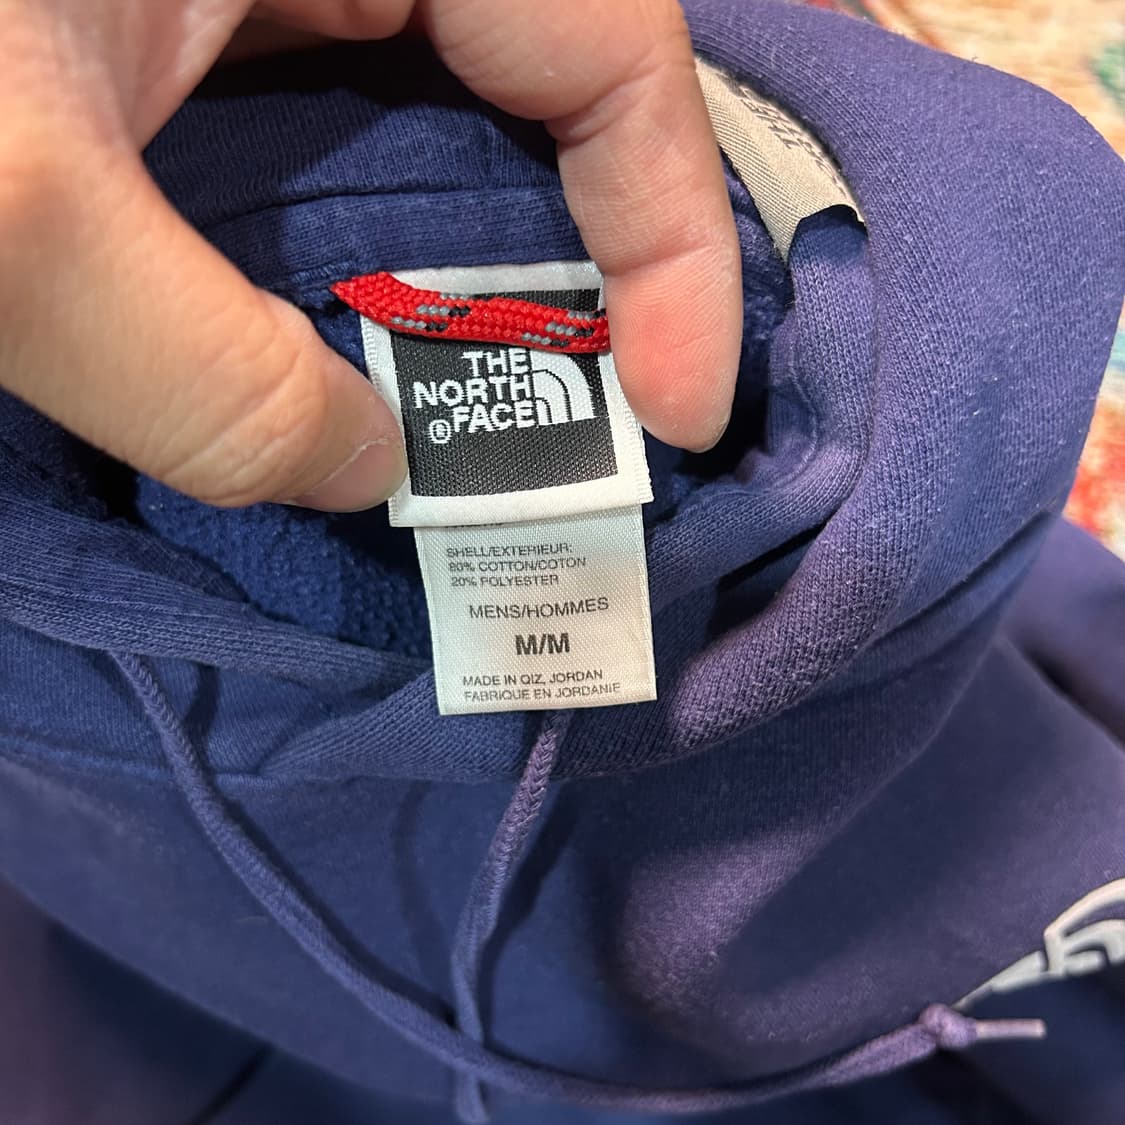 THE
NORTH
®FACE
SHELL/EXTERIEUR:
80% COTTON/COTON
20% POLYESTER
MENS/HOMMES
M/M
MADE IN QIZ, JORDAN
FABRIQUE EN JORDANIE